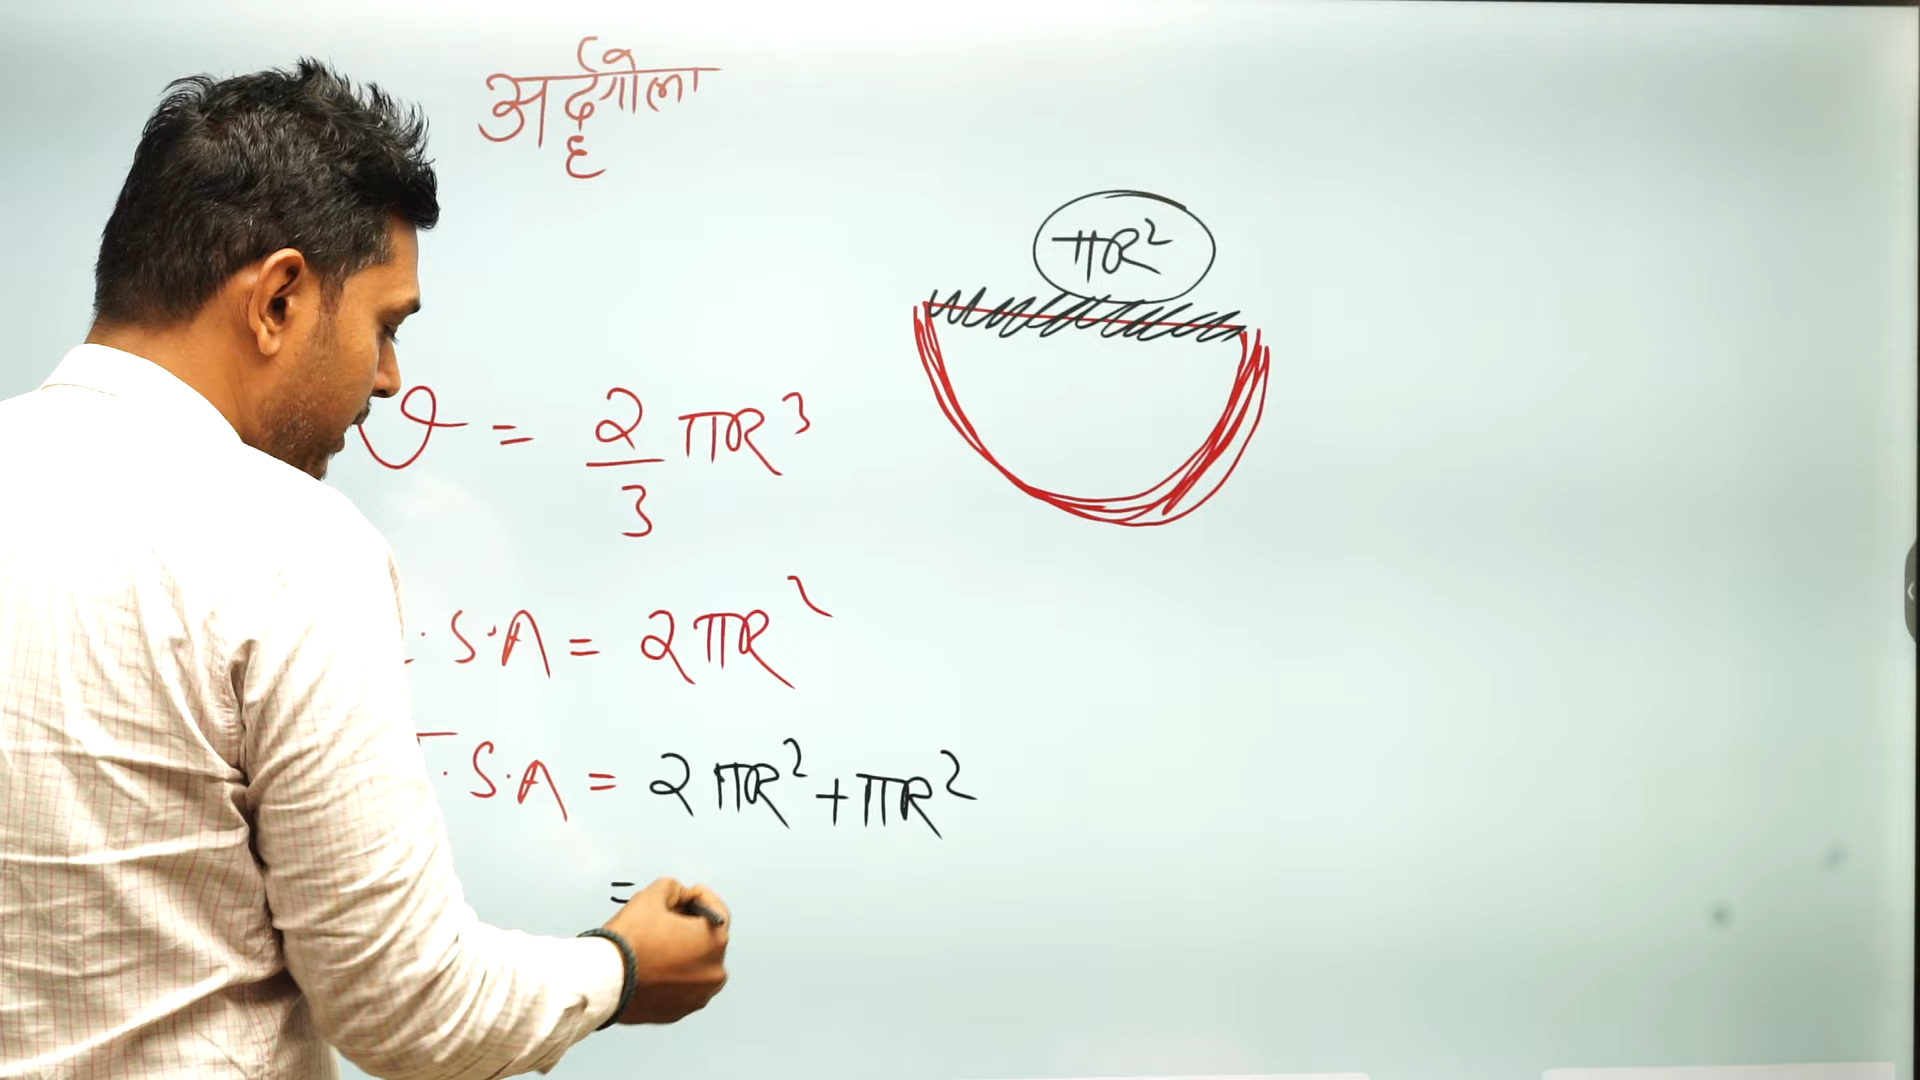 अर्द्धगोला
πR²
V = 2/3 πR³
. S.A = 2πR²
T.S.A = 2πR² + πR²
=